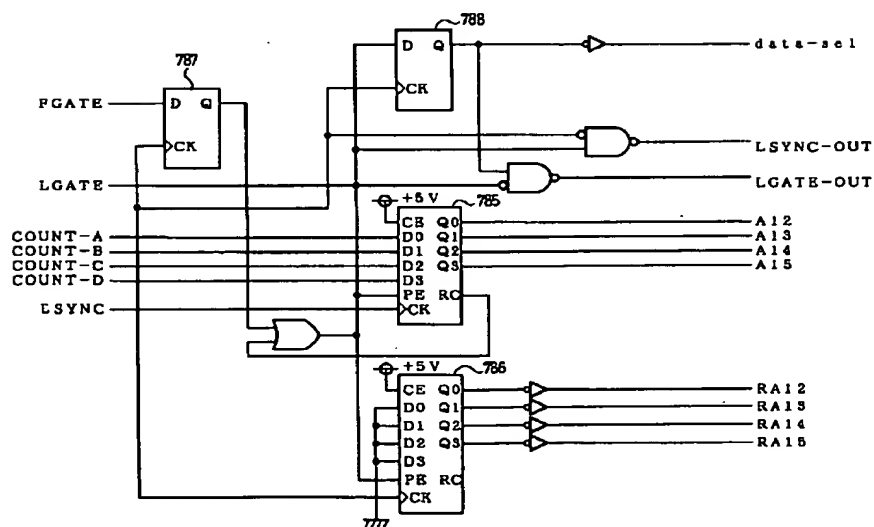 788
D Q
CK
data-sel
787
FGATE
D Q
CK
LSYNC-OUT
LGATE
LGATE-OUT
+5V
785
CE Q0
A12
COUNT-A
D0 Q1
A13
COUNT-B
D1 Q2
A14
COUNT-C
D2 Q3
A15
COUNT-D
D3
PE RC
LSYNC
CK
+5V
786
CE Q0
RA12
D0 Q1
RA13
D1 Q2
RA14
D2 Q3
RA15
D3
PE RC
CK